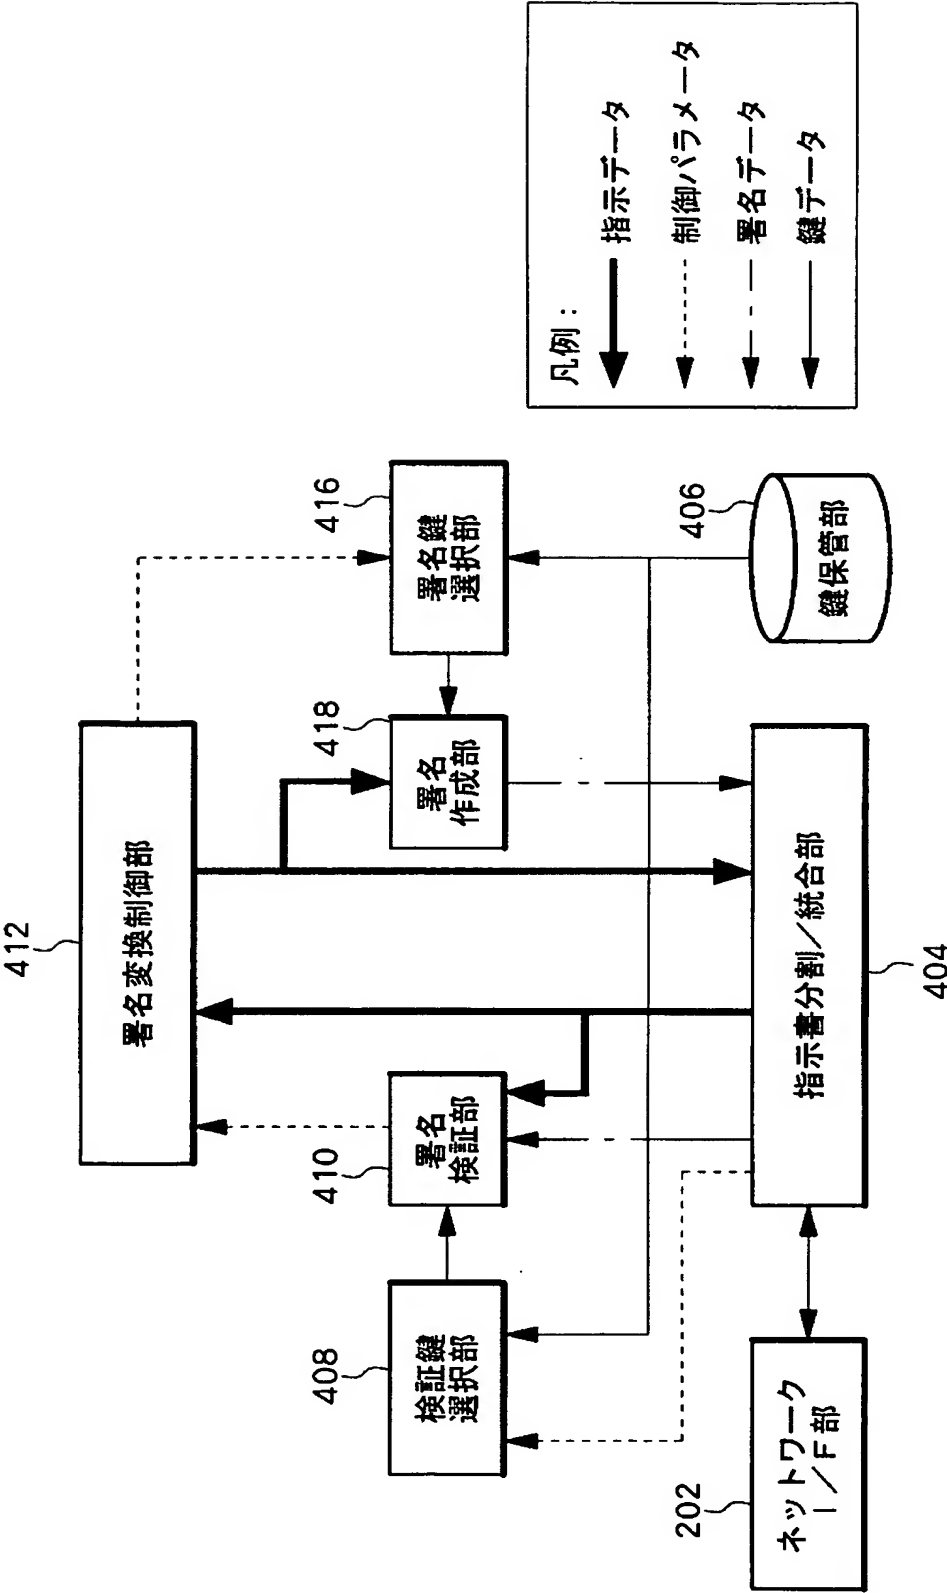 412
署名変換制御部
416
署名鍵
選択部
418
署名
作成部
410
署名
検証部
408
検証鍵
選択部
406
鍵保管部
404
指示書分割/統合部
202
ネットワーク
I/F部
凡例:
指示データ
制御パラメータ
署名データ
鍵データ